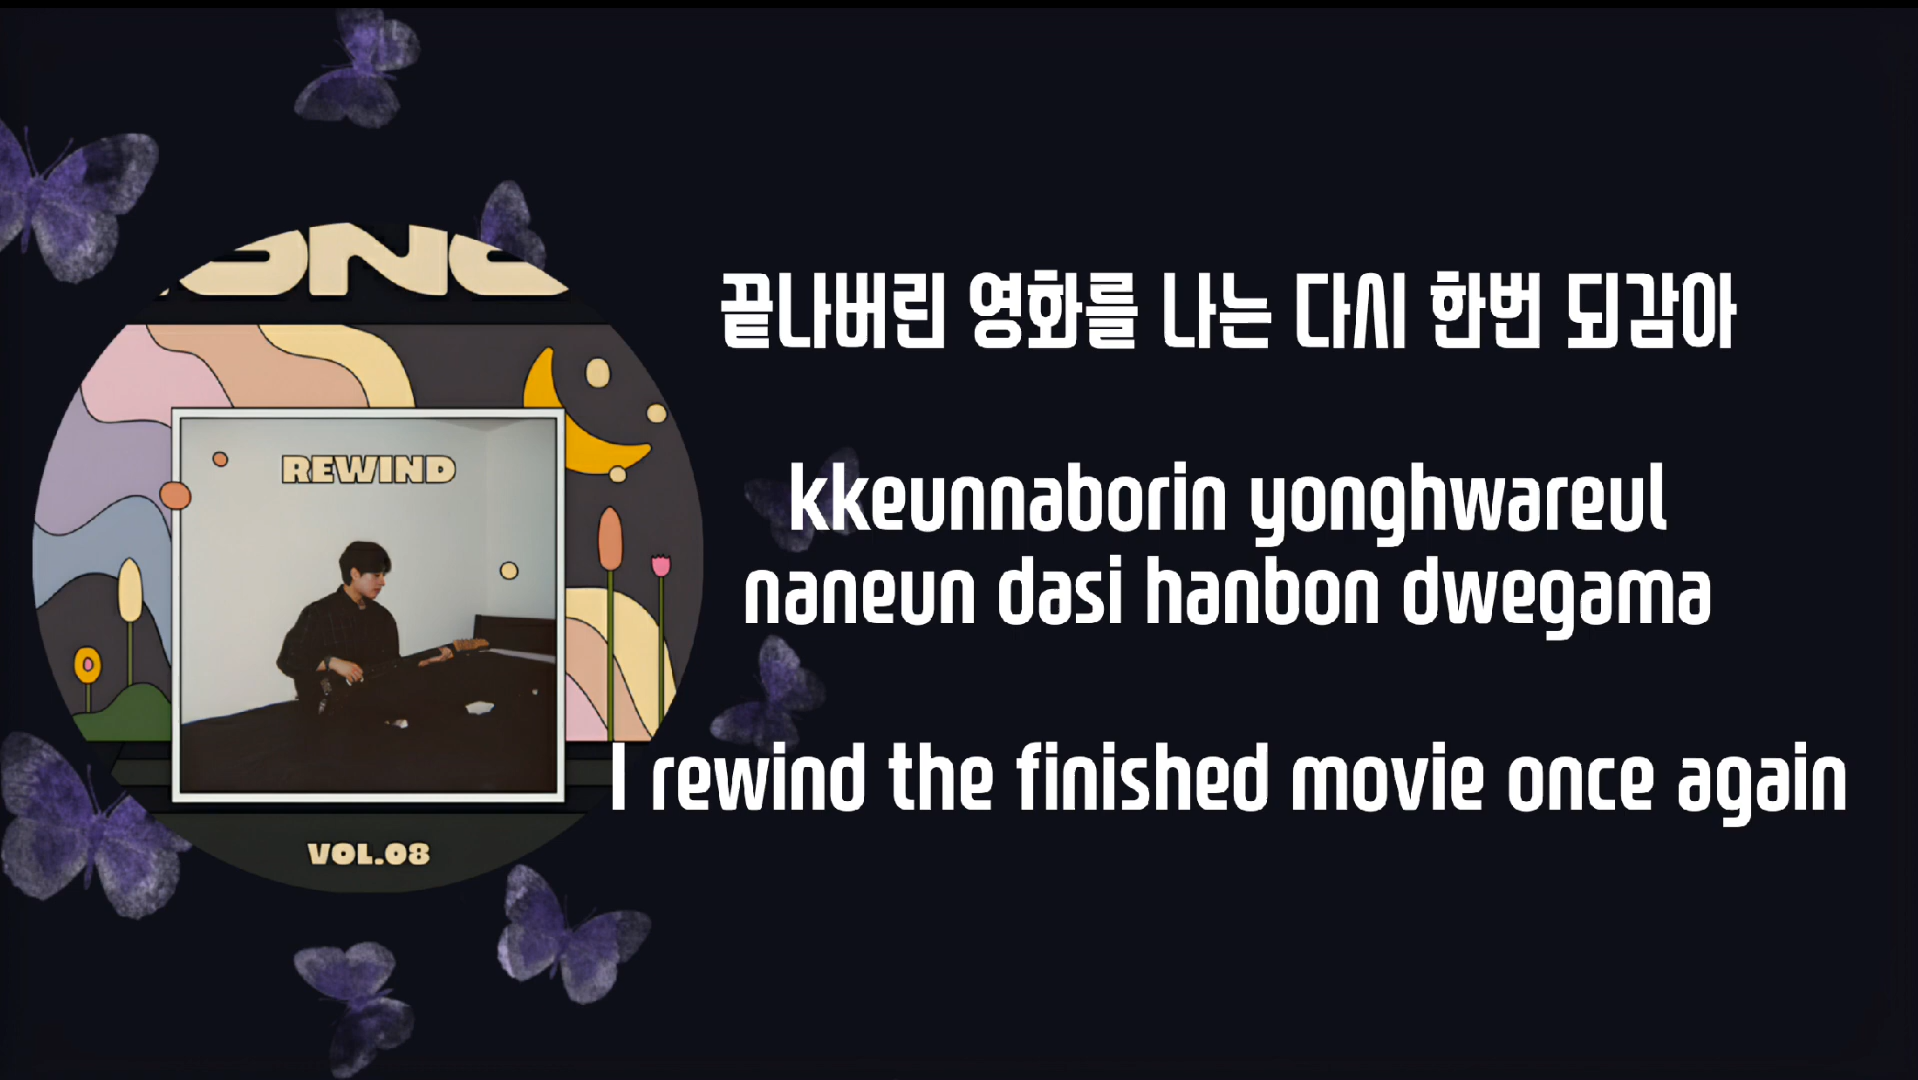 REWIND
VOL.08
끝나버린 영화를 나는 다시 한번 되감아
kkeunnaborin yonghwareul
naneun dasi hanbon dwegama
I rewind the finished movie once again